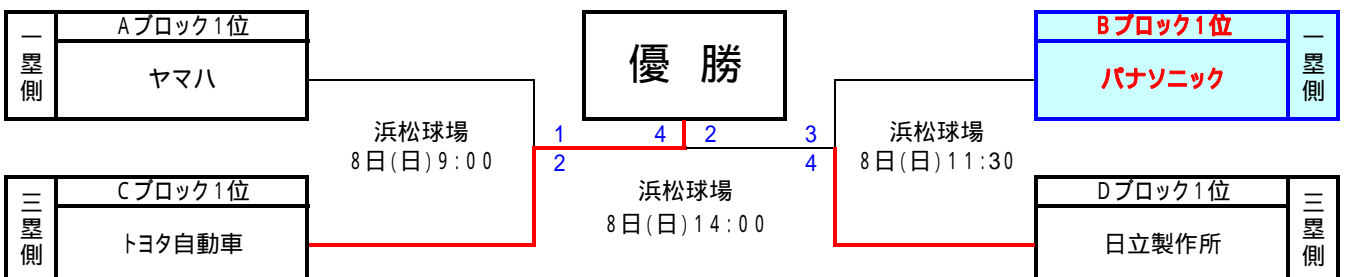 一塁側
Aブロック1位
ヤマハ
優 勝
Bブロック1位
パナソニック
一塁側
浜松球場
8日(日)9:00
1
2
4
2
3
4
浜松球場
8日(日)11:30
浜松球場
8日(日)14:00
三塁側
Cブロック1位
トヨタ自動車
Dブロック1位
日立製作所
三塁側